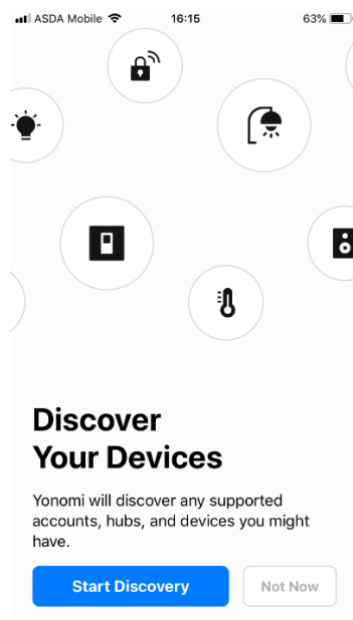 ASDA Mobile 16:15 63%
Discover
Your Devices
Yonomi will discover any supported
accounts, hubs, and devices you might
have.
Start Discovery Not Now